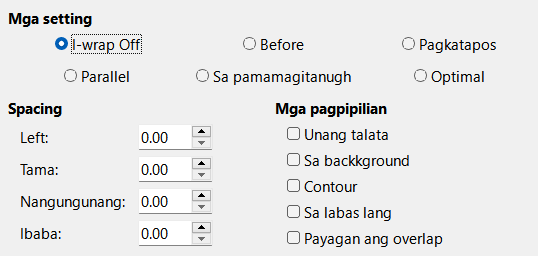 Mga setting
I-wrap Off Before Pagkatapos
Parallel Sa pamamagitanugh Optimal
Spacing Mga pagpipilian
Left: 0.00 Unang talata
Tama: 0.00 Sa backkground
Nangungunang: 0.00 Contour
Ibaba: 0.00 Sa labas lang
Payagan ang overlap